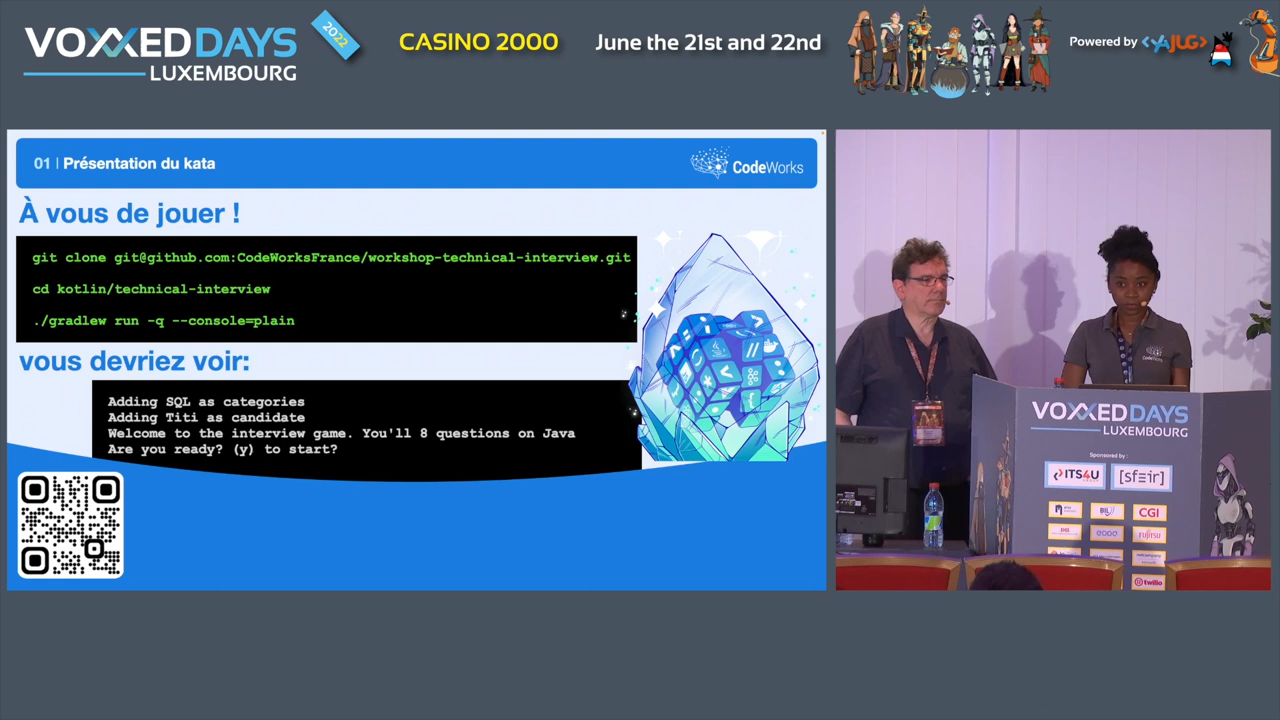 VOXXED DAYS
LUXEMBOURG
2022
CASINO 2000
June the 21st and 22nd
Powered by <YAJUG>
01 | Présentation du kata
CodeWorks
À vous de jouer !
git clone git@github.com:CodeWorksFrance/workshop-technical-interview.git
cd kotlin/technical-interview
./gradlew run -q --console=plain
vous devriez voir:
Adding SQL as categories
Adding Titi as candidate
Welcome to the interview game. You'll 8 questions on Java
Are you ready? (y) to start?
VOXXED DAYS
LUXEMBOURG
Sponsored by :
ITS4U
[sfeir]
BIL
CGI
FUJITSU
twilio